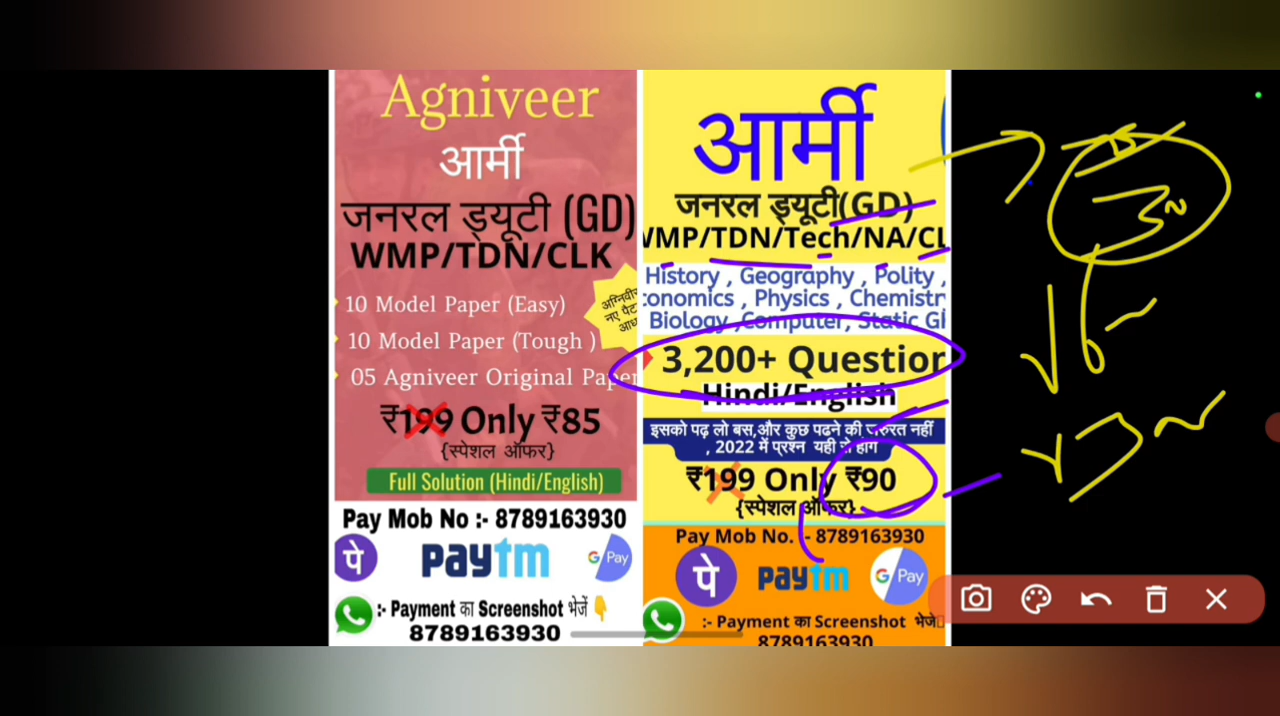 Agniveer
आर्मी
जनरल ड्यूटी (GD)
WMP/TDN/CLK
10 Model Paper (Easy)
10 Model Paper (Tough )
05 Agniveer Original Paper
₹199 Only ₹85
{स्पेशल ऑफर}
Full Solution (Hindi/English)
Pay Mob No :- 8789163930
पे paytm G Pay
:- Payment का Screenshot भेजें 👇
8789163930
आर्मी
जनरल ड्यूटी(GD)
WMP/TDN/Tech/NA/CL
History , Geography , Polity ,
conomics , Physics , Chemistr
Biology ,Computer, Static G
3,200+ Question
Hindi/English
इसको पढ़ लो बस,और कुछ पढने की जरुरत नहीं
, 2022 में प्रश्न यही से होंगे
₹199 Only ₹90
{स्पेशल ऑफर}
Pay Mob No. :- 8789163930
पे paytm G Pay
:- Payment का Screenshot भेजें
8789163930